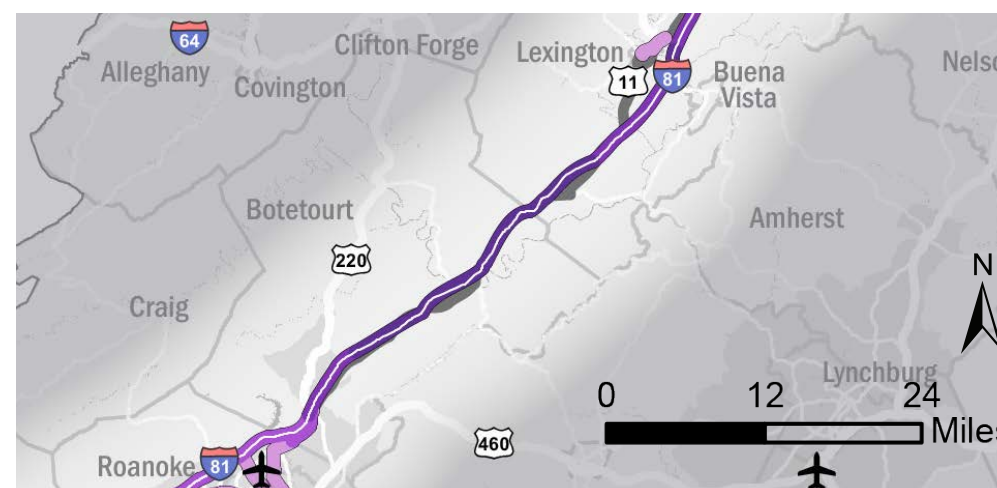 64
Alleghany
Covington
Clifton Forge
Lexington
11
81
Buena
Vista
Nels
Botetourt
220
Amherst
Craig
N
Lynchburg
0 12 24
Miles
460
Roanoke
81